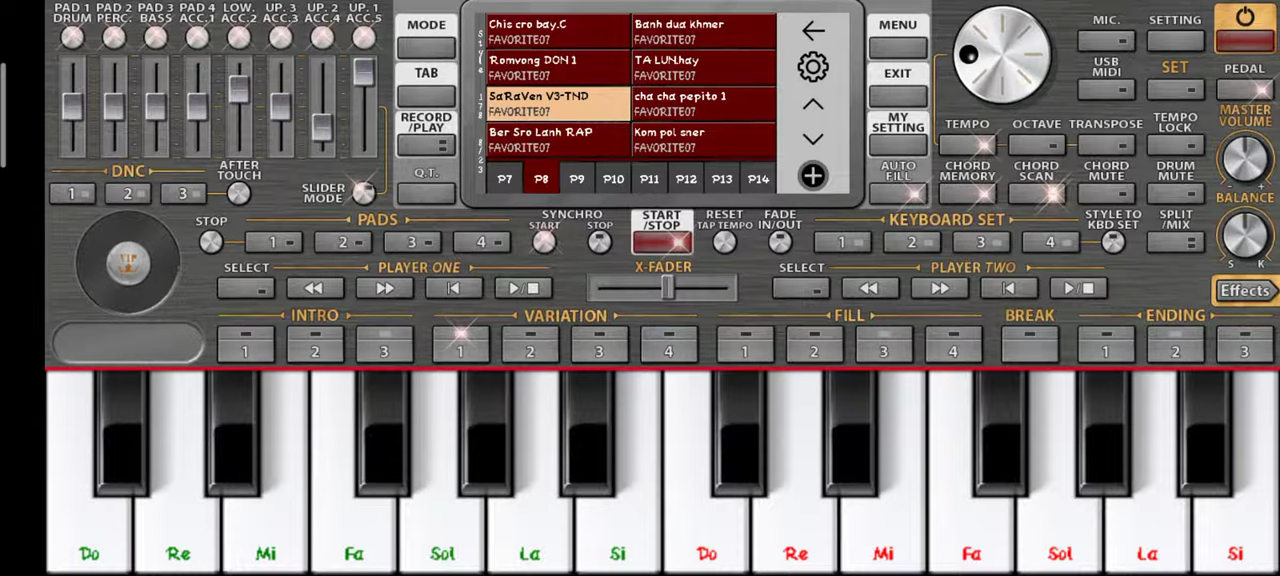 PAD 1 PAD 2 PAD 3 PAD 4 LOW. UP. 3 UP. 2 UP. 1
DRUM PERC. BASS ACC.1 ACC.2 ACC.3 ACC.4 ACC.5
DNC
1 2 3
AFTER
TOUCH
SLIDER
MODE
MODE
TAB
RECORD
/PLAY
Q.T.
Chis cro bay.C
FAVORITE07
Banh dua khmer
FAVORITE07
Romvong DON 1
FAVORITE07
TA LUN.hay
FAVORITE07
SaRaVen V3-TND
FAVORITE07
cha cha pepito 1
FAVORITE07
Ber Sro Lanh RAP
FAVORITE07
Kom pol sner
FAVORITE07
P7 P8 P9 P10 P11 P12 P13 P14
MENU
EXIT
MY
SETTING
AUTO
FILL
MIC.
SETTING
USB
MIDI
SET
PEDAL
MASTER
VOLUME
TEMPO
OCTAVE
TRANSPOSE
TEMPO
LOCK
CHORD
MEMORY
CHORD
SCAN
CHORD
MUTE
DRUM
MUTE
- +
BALANCE
S K
VIP
STOP
PADS
1 2 3 4
SYNCHRO
START STOP
START
/STOP
RESET
TAP TEMPO
FADE
IN/OUT
KEYBOARD SET
1 2 3 4
STYLE TO
KBD SET
SPLIT
/MIX
SELECT
PLAYER ONE
X-FADER
SELECT
PLAYER TWO
Effects
INTRO
1 2 3
VARIATION
1 2 3 4
FILL
1 2 3 4
BREAK
ENDING
1 2 3
Do Re Mi Fa Sol La Si Do Re Mi Fa Sol La Si